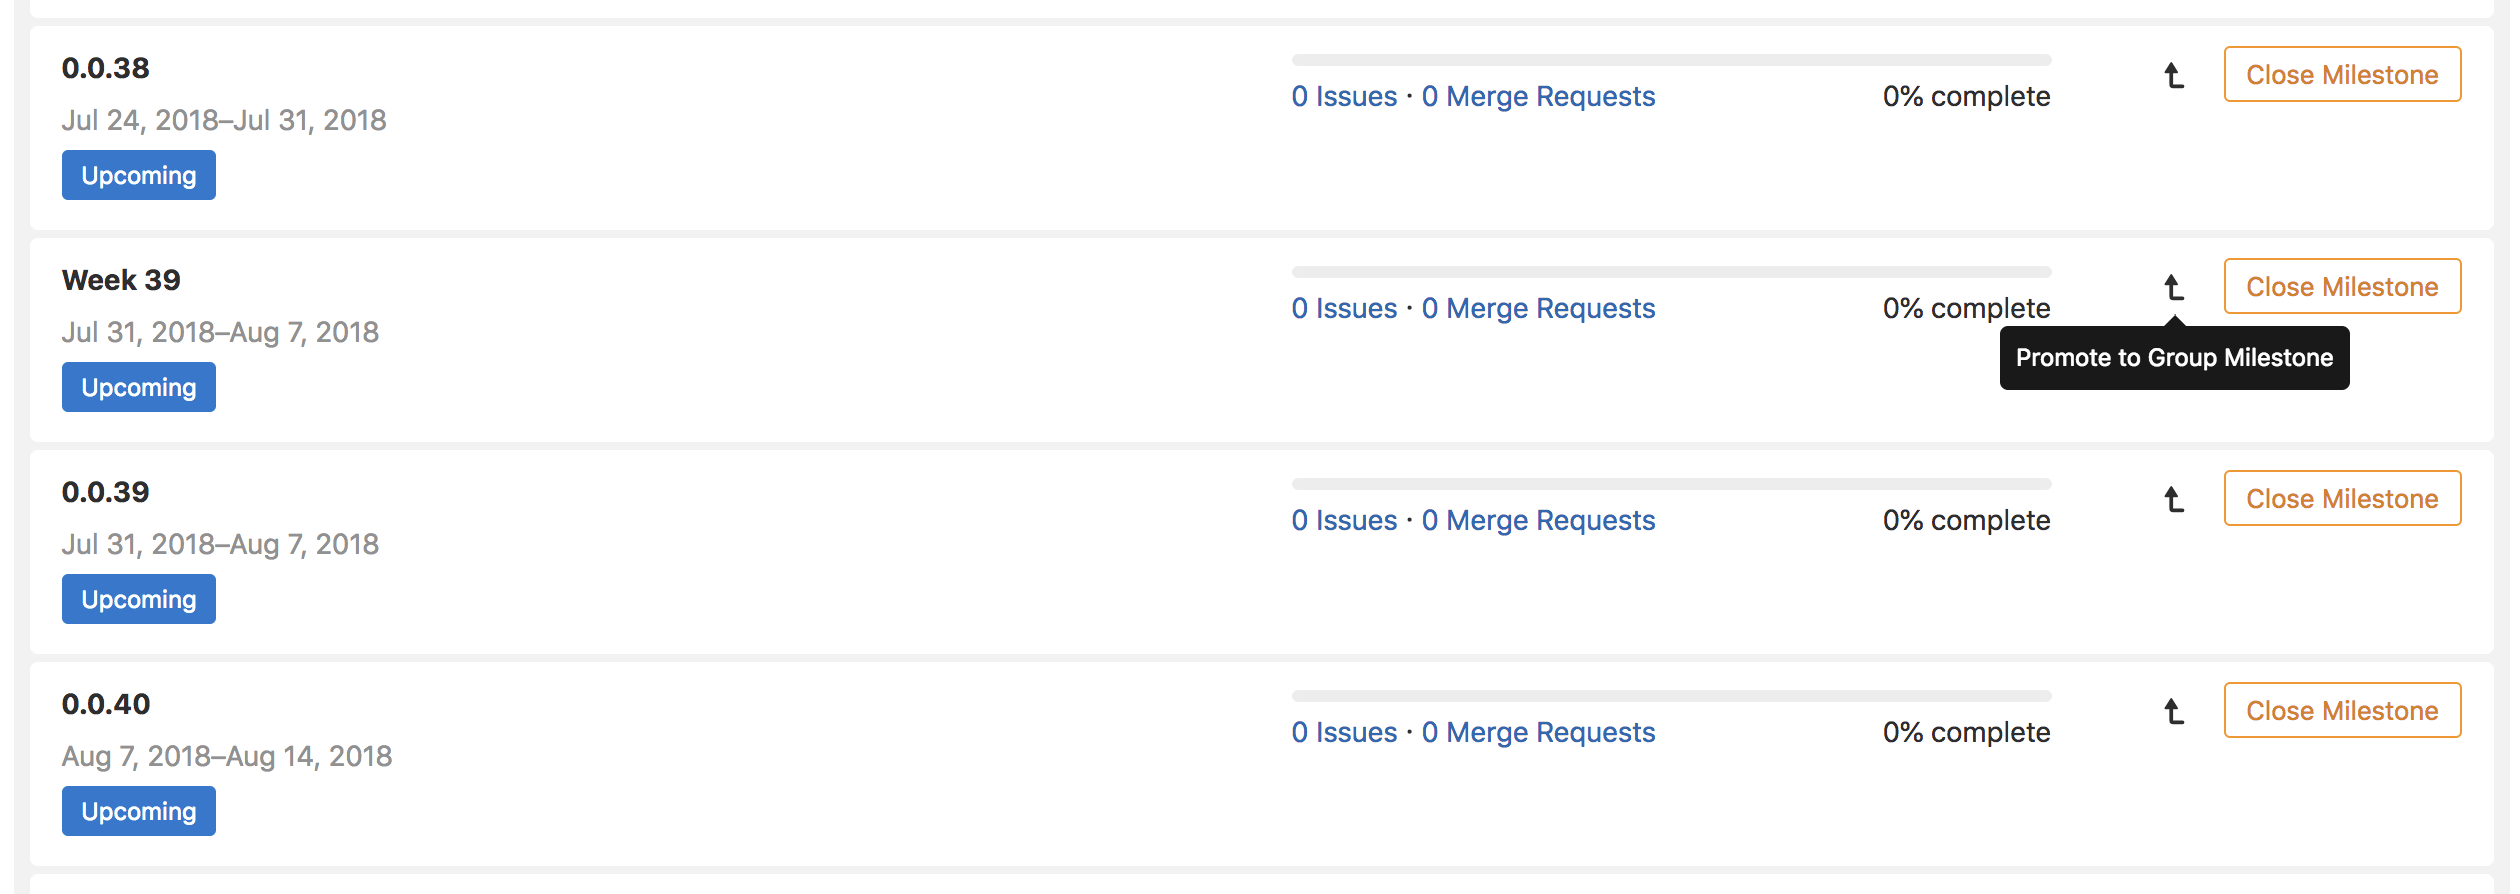 0.0.38
0 Issues · 0 Merge Requests 0% complete
Close Milestone
Jul 24, 2018–Jul 31, 2018
Upcoming
Week 39
0 Issues · 0 Merge Requests 0% complete
Close Milestone
Promote to Group Milestone
Jul 31, 2018–Aug 7, 2018
Upcoming
0.0.39
0 Issues · 0 Merge Requests 0% complete
Close Milestone
Jul 31, 2018–Aug 7, 2018
Upcoming
0.0.40
0 Issues · 0 Merge Requests 0% complete
Close Milestone
Aug 7, 2018–Aug 14, 2018
Upcoming